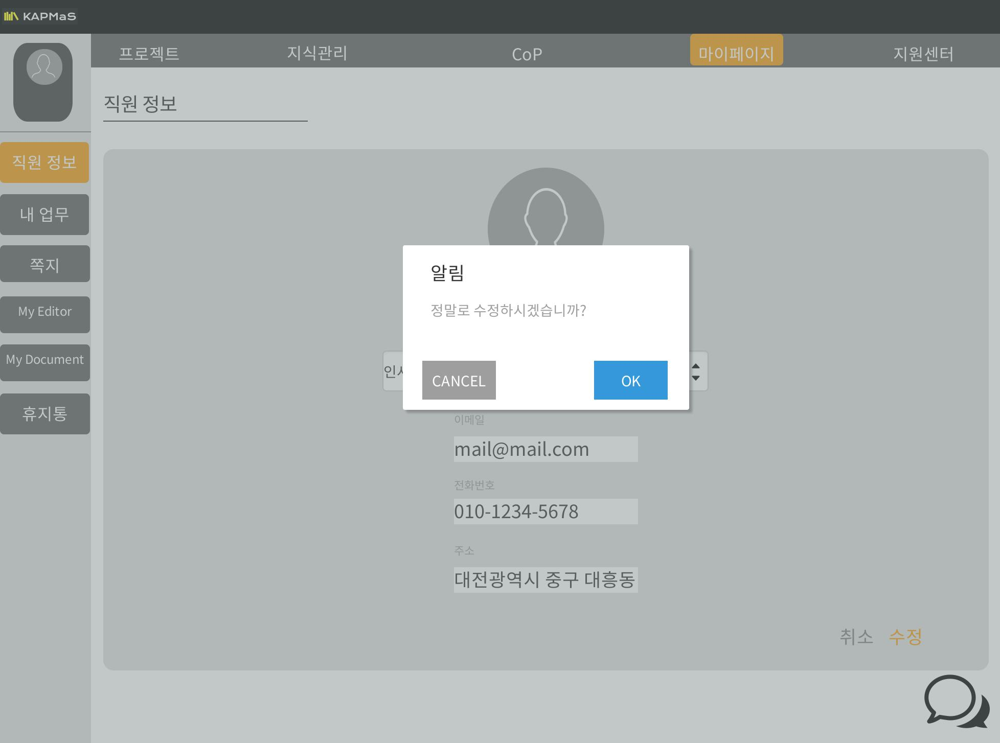 KAPMaS
프로젝트
지식관리
CoP
마이페이지
지원센터
직원 정보
직원 정보
내 업무
쪽지
My Editor
My Document
휴지통
알림
정말로 수정하시겠습니까?
CANCEL
OK
이메일
mail@mail.com
전화번호
010-1234-5678
주소
대전광역시 중구 대흥동
취소
수정